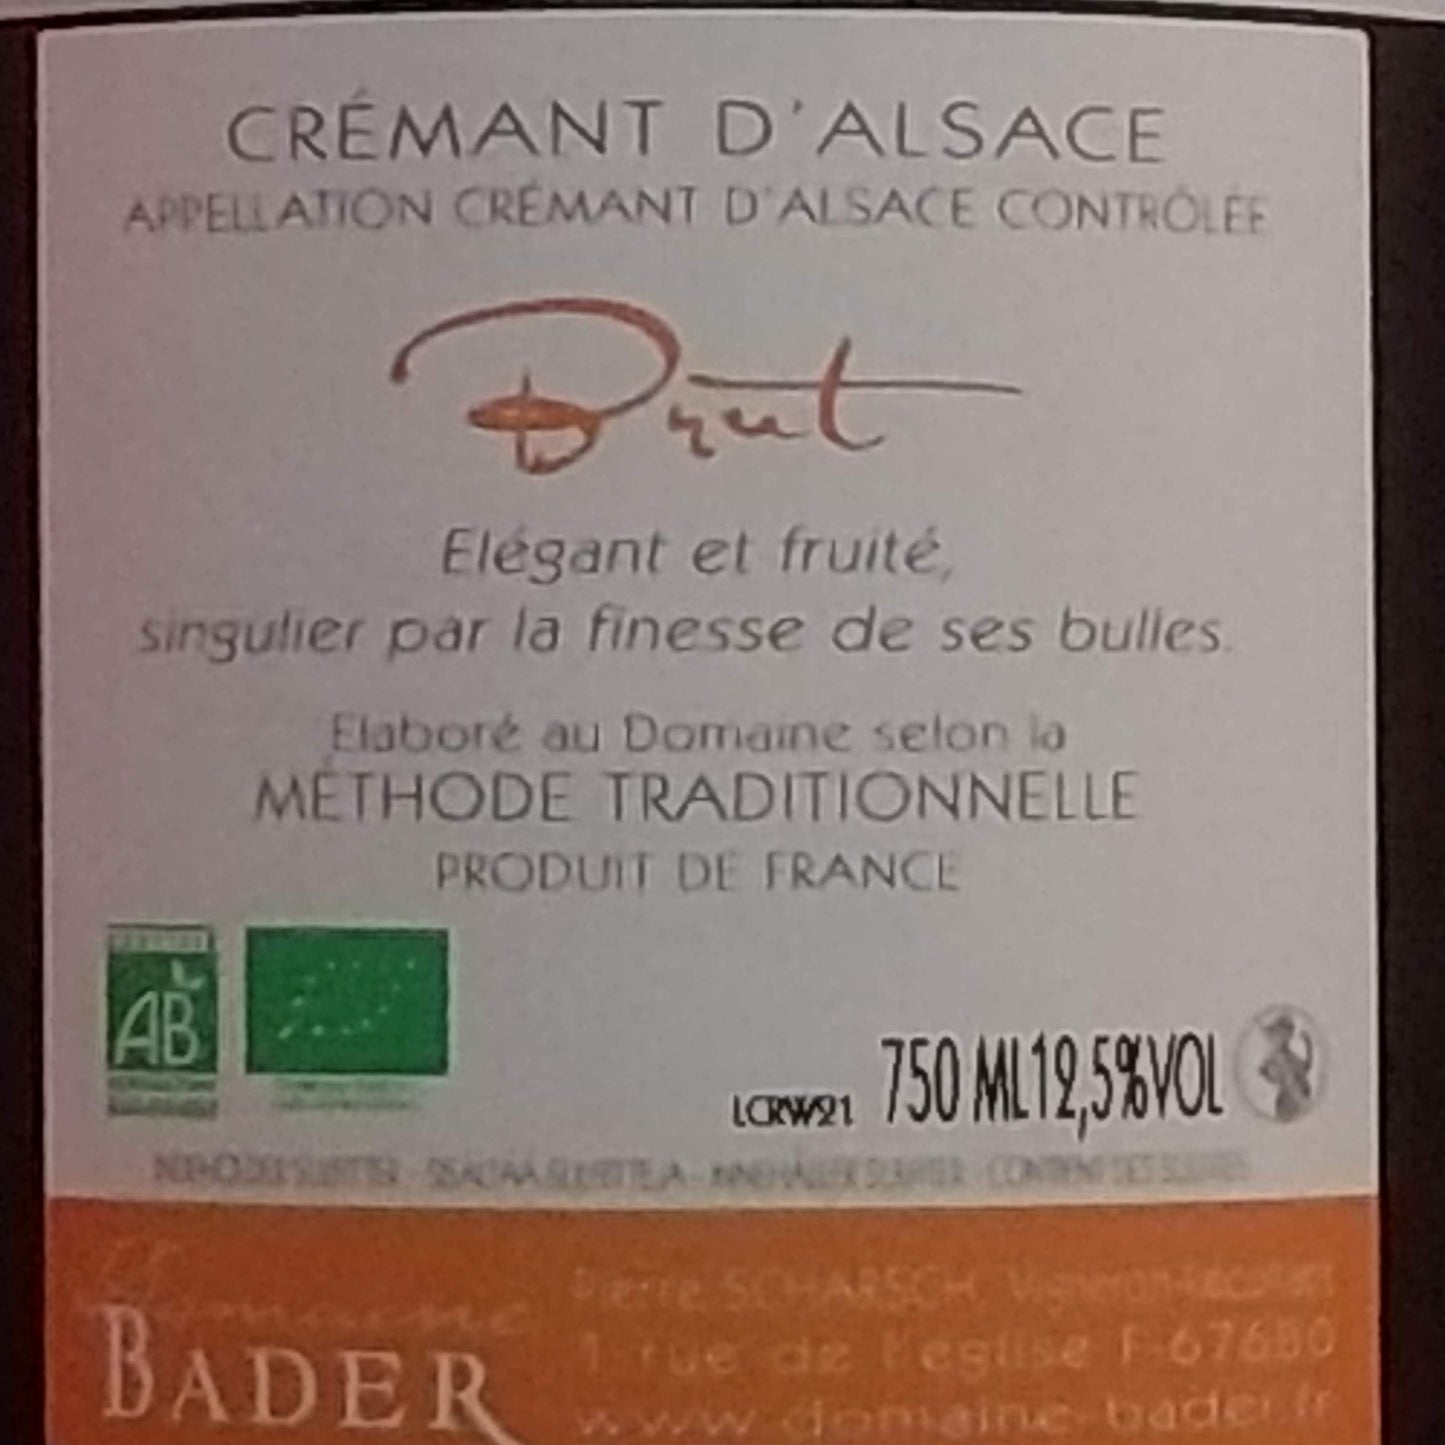 CRÉMANT D'ALSACE
APPELLATION CRÉMANT D'ALSACE CONTRÔLÉE
Brut
Elégant et fruité,
singulier par la finesse de ses bulles.
Elaboré au Domaine selon la
MÉTHODE TRADITIONNELLE
PRODUIT DE FRANCE
AB
LCRW21 750 ML 12,5%VOL
CONTIENT DES SULFITES
Domaine
BADER
Pierre SCHARSCH
1 rue de l'eglise F-67680
www.domaine-bader.fr